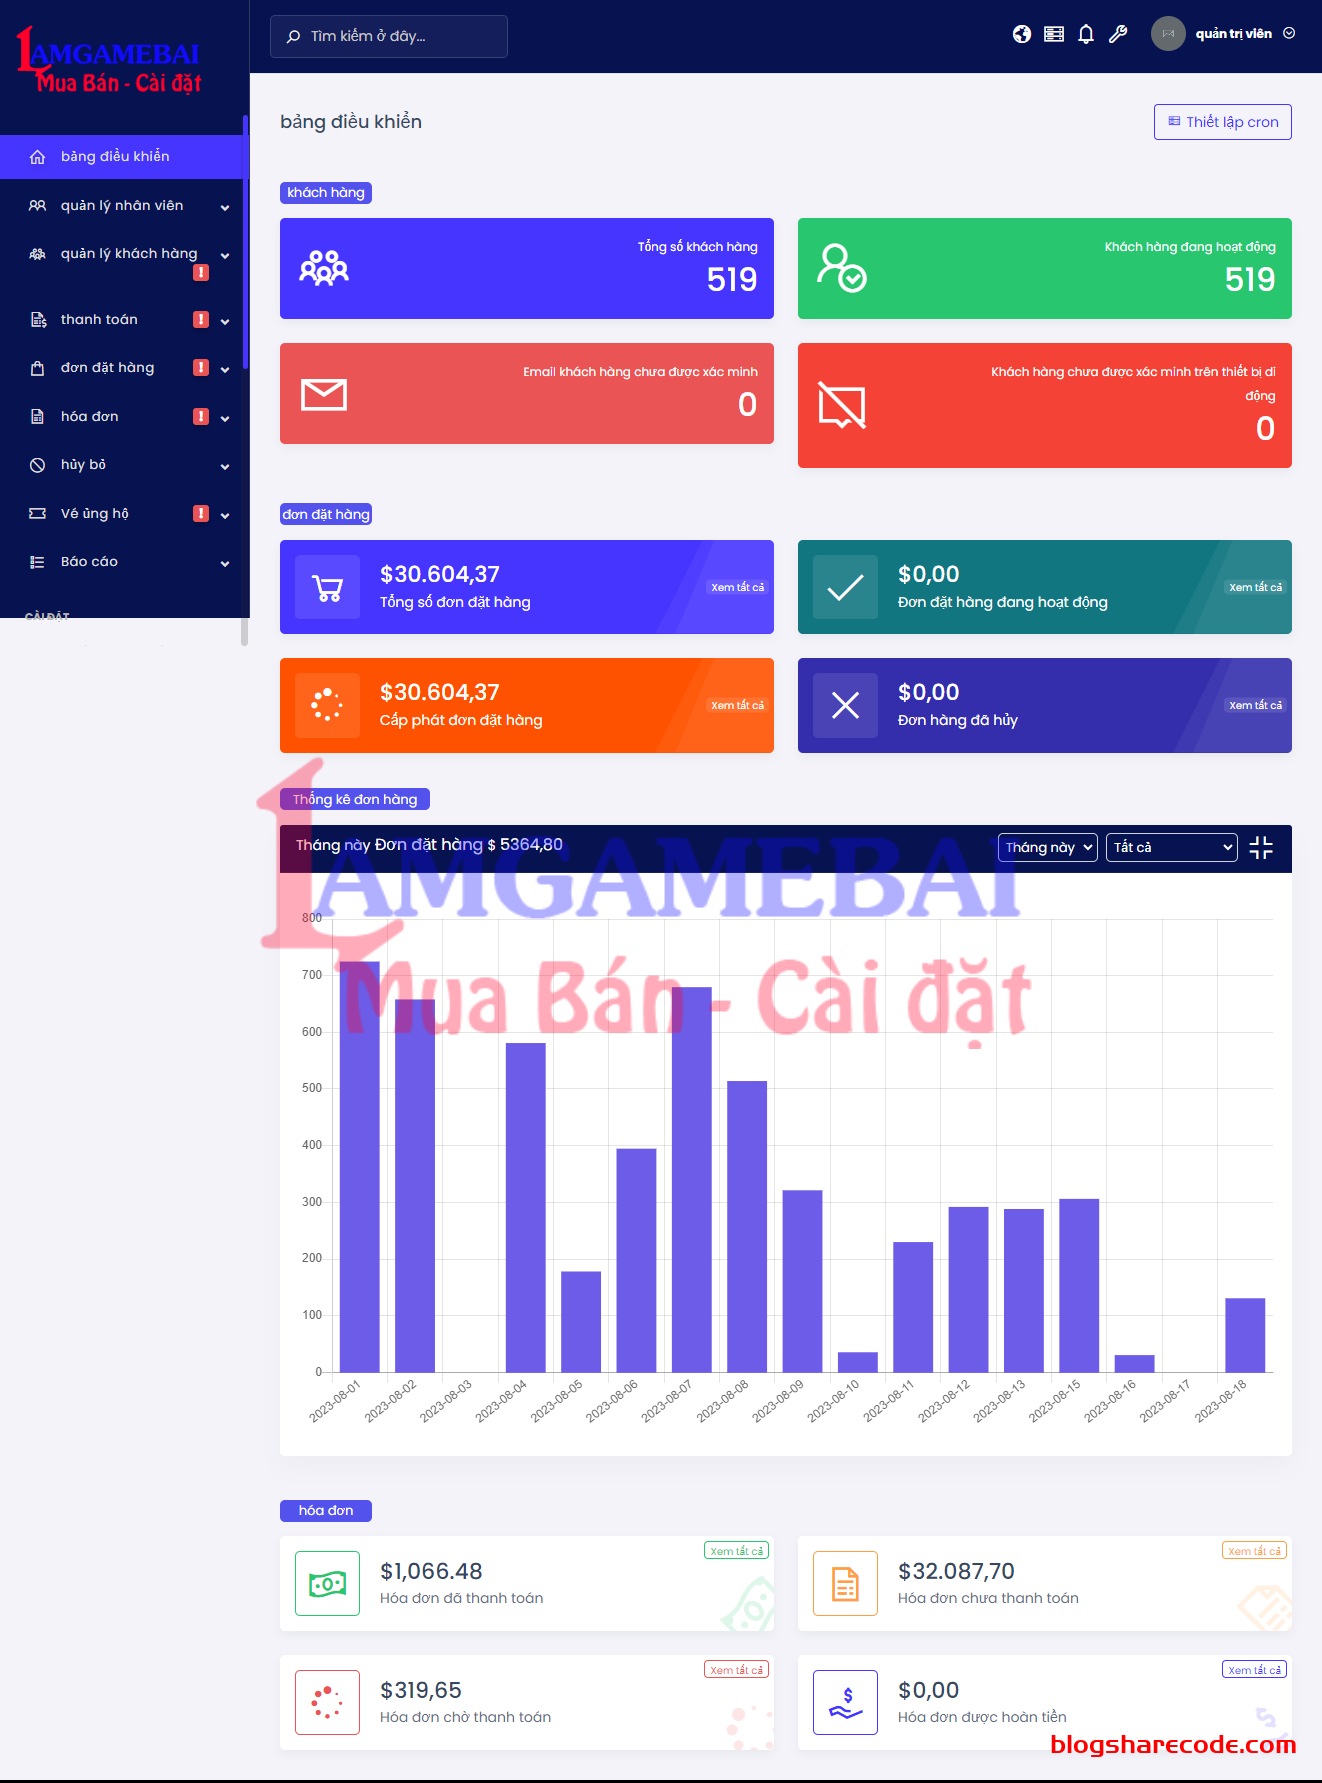 1AMGAMEBAI
Mua Bán - Cài đặt
Tìm kiếm ở đây...
quản trị viên
bảng điều khiển
quản lý nhân viên
quản lý khách hàng
thanh toán
đơn đặt hàng
hóa đơn
hủy bỏ
Vé ủng hộ
Báo cáo
CÀI ĐẶT
bảng điều khiển
Thiết lập cron
khách hàng
Tổng số khách hàng
519
Khách hàng đang hoạt động
519
Email khách hàng chưa được xác minh
0
Khách hàng chưa được xác minh trên thiết bị di
động
0
đơn đặt hàng
$30.604,37
Tổng số đơn đặt hàng
Xem tất cả
$0,00
Đơn đặt hàng đang hoạt động
Xem tất cả
$30.604,37
Cấp phát đơn đặt hàng
Xem tất cả
$0,00
Đơn hàng đã hủy
Xem tất cả
Thống kê đơn hàng
Tháng này Đơn đặt hàng $ 5364,80
Tháng này
Tất cả
1AMGAMEBAI
Mua Bán - Cài đặt
800
700
600
500
400
300
200
100
0
2023-08-01
2023-08-02
2023-08-03
2023-08-04
2023-08-05
2023-08-06
2023-08-07
2023-08-08
2023-08-09
2023-08-10
2023-08-11
2023-08-12
2023-08-13
2023-08-15
2023-08-16
2023-08-17
2023-08-18
hóa đơn
$1,066.48
Hóa đơn đã thanh toán
Xem tất cả
$32.087,70
Hóa đơn chưa thanh toán
Xem tất cả
$319,65
Hóa đơn chờ thanh toán
Xem tất cả
$0,00
Hóa đơn được hoàn tiền
Xem tất cả
blogsharecode.com